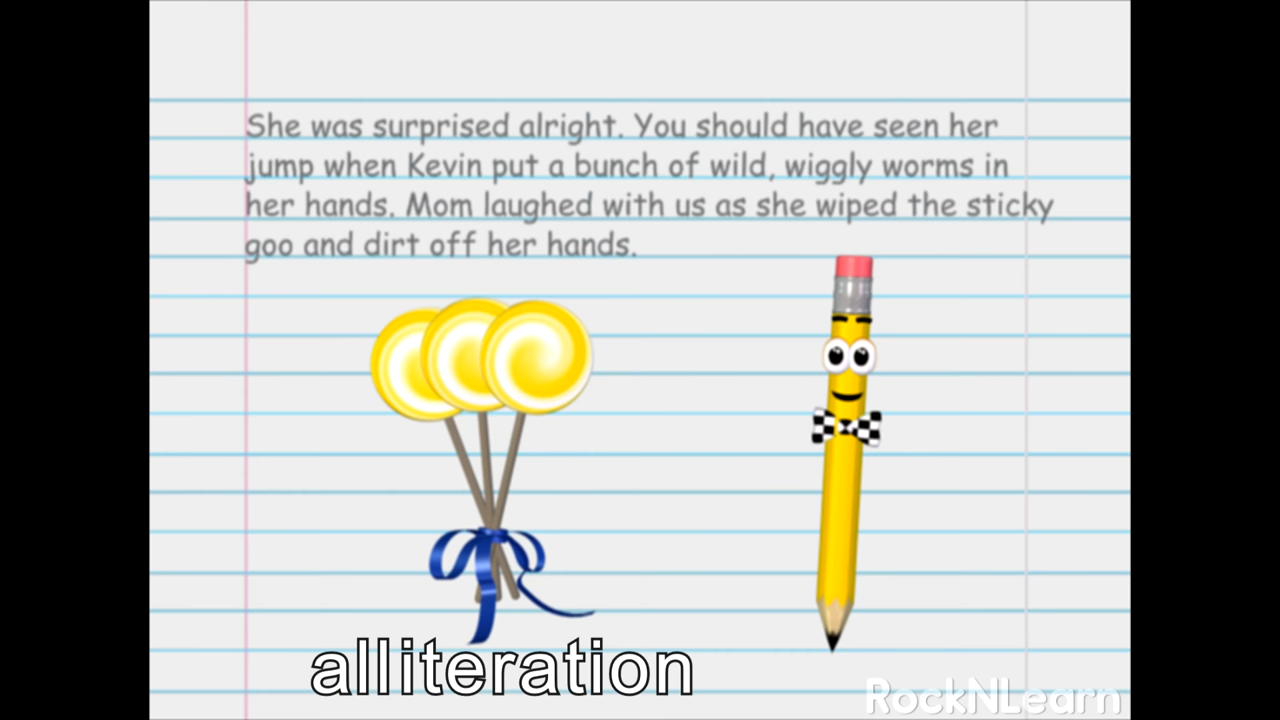 She was surprised alright. You should have seen her
jump when Kevin put a bunch of wild, wiggly worms in
her hands. Mom laughed with us as she wiped the sticky
goo and dirt off her hands.
alliteration
RockNLearn